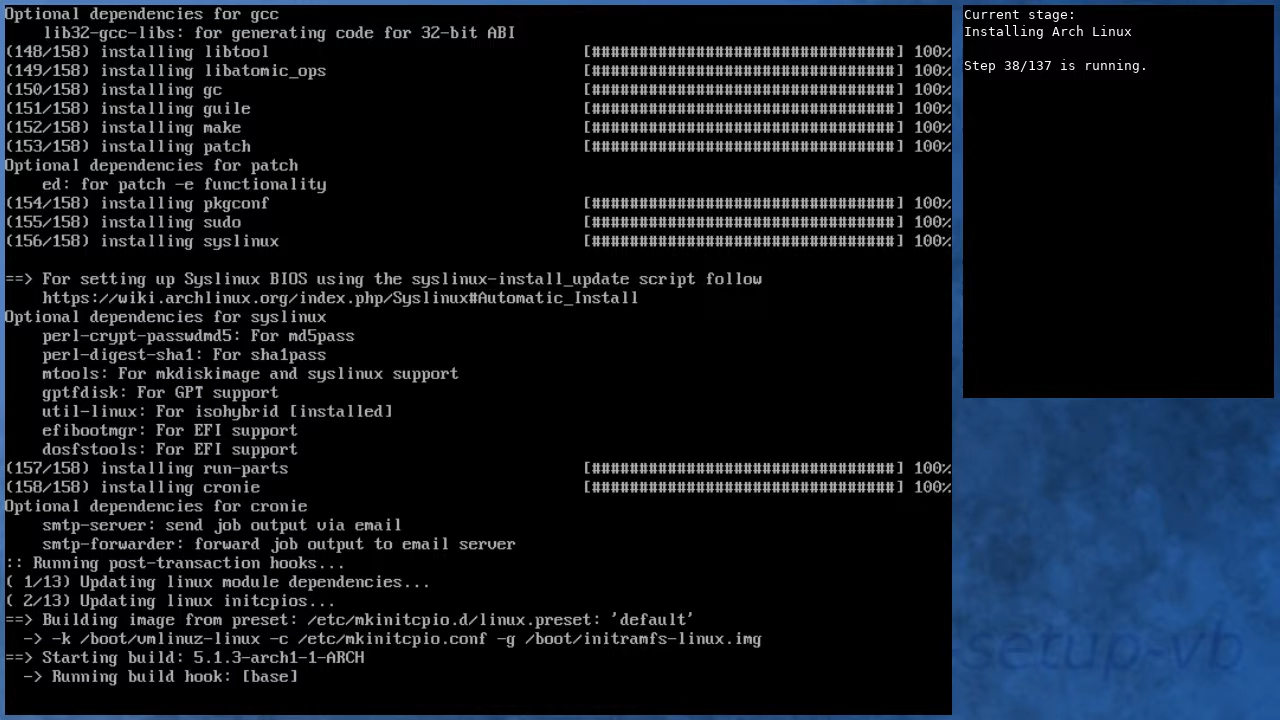 Optional dependencies for gcc
    lib32-gcc-libs: for generating code for 32-bit ABI
(148/158) installing libtool [################################] 100%
(149/158) installing libatomic_ops [################################] 100%
(150/158) installing gc [################################] 100%
(151/158) installing guile [################################] 100%
(152/158) installing make [################################] 100%
(153/158) installing patch [################################] 100%
Optional dependencies for patch
    ed: for patch -e functionality
(154/158) installing pkgconf [################################] 100%
(155/158) installing sudo [################################] 100%
(156/158) installing syslinux [################################] 100%
==> For setting up Syslinux BIOS using the syslinux-install_update script follow
    https://wiki.archlinux.org/index.php/Syslinux#Automatic_Install
Optional dependencies for syslinux
    perl-crypt-passwdmd5: For md5pass
    perl-digest-sha1: For sha1pass
    mtools: For mkdiskimage and syslinux support
    gptfdisk: For GPT support
    util-linux: For isohybrid [installed]
    efibootmgr: For EFI support
    dosfstools: For EFI support
(157/158) installing run-parts [################################] 100%
(158/158) installing cronie [################################] 100%
Optional dependencies for cronie
    smtp-server: send job output via email
    smtp-forwarder: forward job output to email server
:: Running post-transaction hooks...
( 1/13) Updating linux module dependencies...
( 2/13) Updating linux initcpios...
==> Building image from preset: /etc/mkinitcpio.d/linux.preset: 'default'
  -> -k /boot/vmlinuz-linux -c /etc/mkinitcpio.conf -g /boot/initramfs-linux.img
==> Starting build: 5.1.3-arch1-1-ARCH
  -> Running build hook: [base]
Current stage:
Installing Arch Linux
Step 38/137 is running.
setup-vb